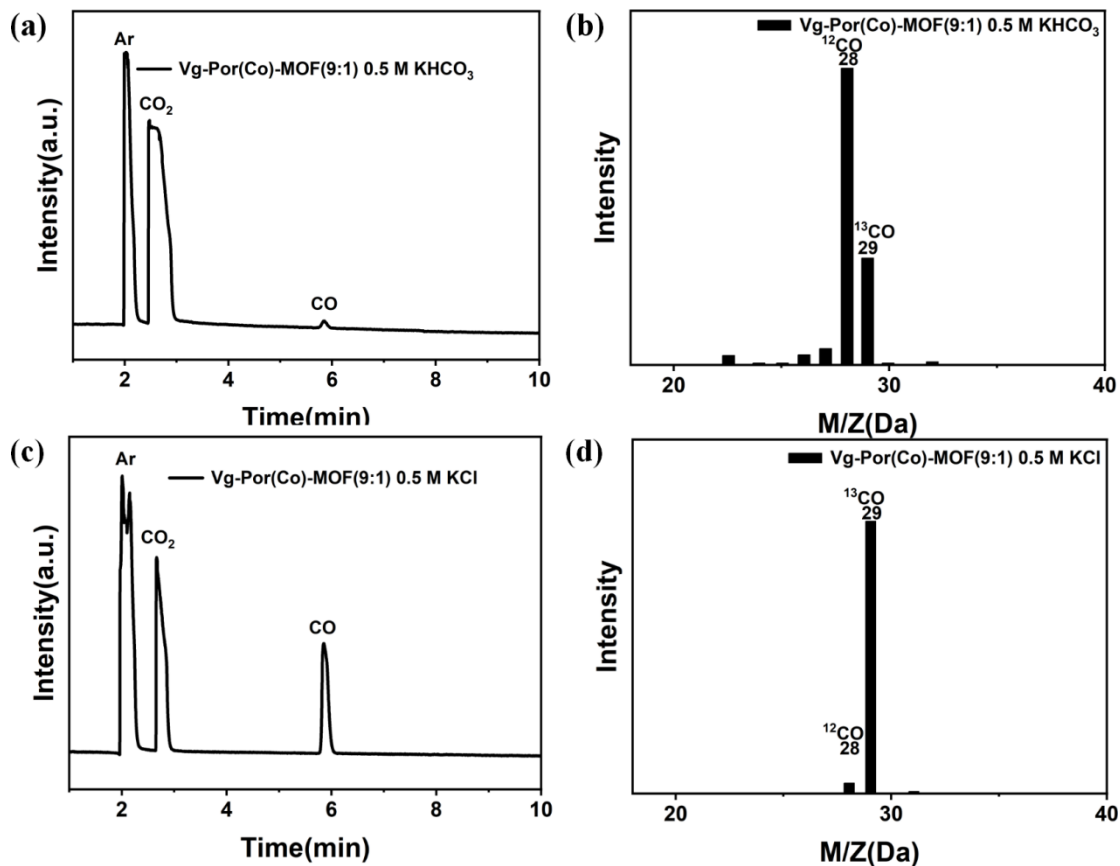 (a)
Ar
Vg-Por(Co)-MOF(9:1) 0.5 M KHCO₃
CO₂
CO
Intensity(a.u.)
2 4 6 8 10
Time(min)
(b)
Vg-Por(Co)-MOF(9:1) 0.5 M KHCO₃
¹²CO
28
¹³CO
29
Intensity
20 30 40
M/Z(Da)
(c)
Ar
Vg-Por(Co)-MOF(9:1) 0.5 M KCl
CO₂
CO
Intensity(a.u.)
2 4 6 8 10
Time(min)
(d)
Vg-Por(Co)-MOF(9:1) 0.5 M KCl
¹³CO
29
¹²CO
28
Intensity
20 30 40
M/Z(Da)